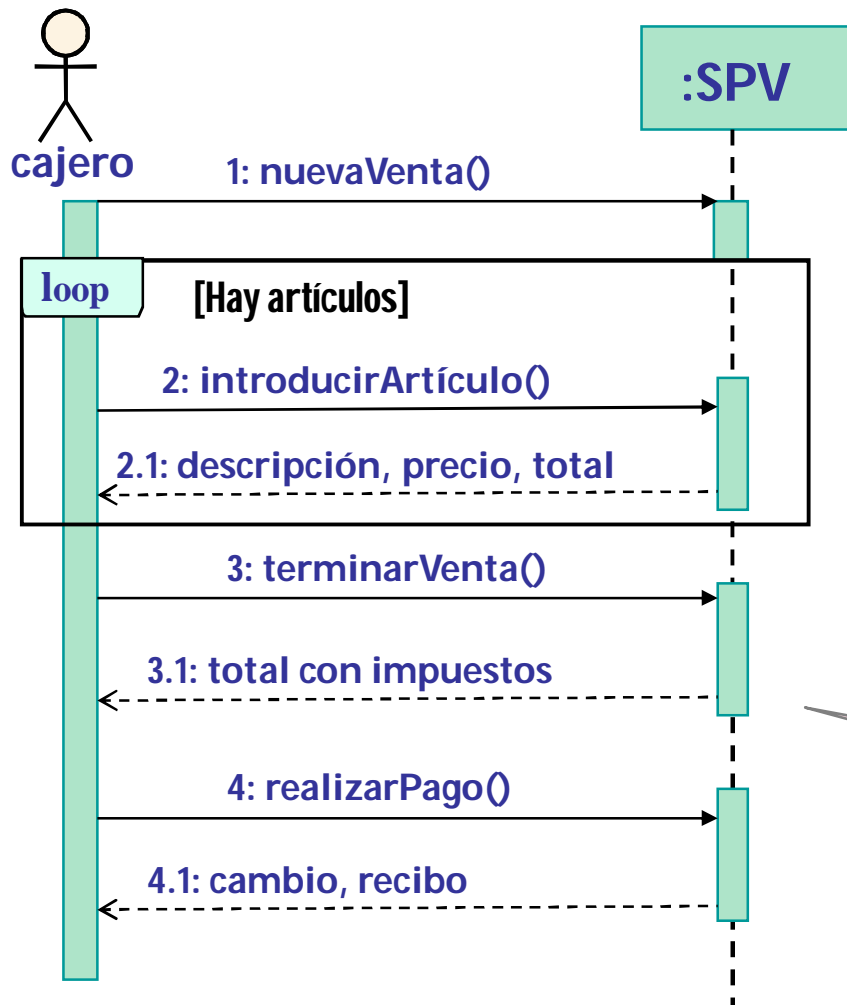 :SPV
cajero
1: nuevaVenta()
loop
[Hay artículos]
2: introducirArtículo()
2.1: descripción, precio, total
3: terminarVenta()
3.1: total con impuestos
4: realizarPago()
4.1: cambio, recibo